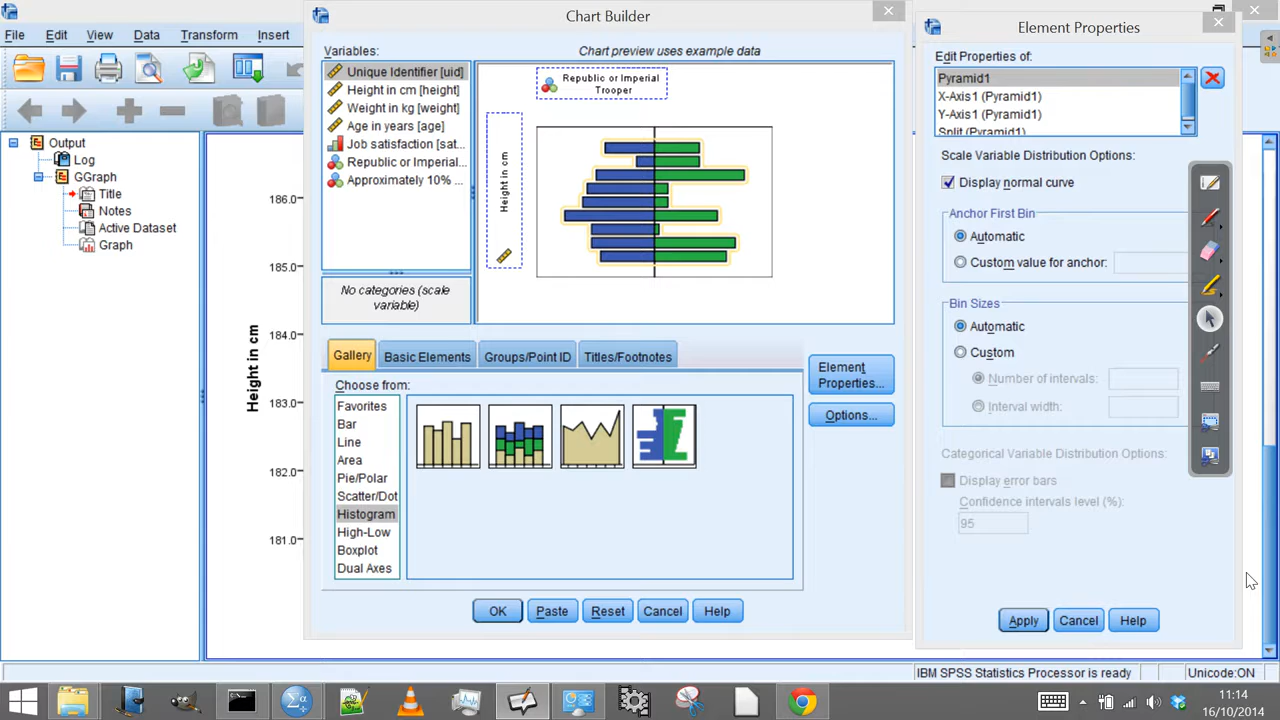 Chart Builder
Element Properties
File Edit View Data Transform Insert
Variables:
Chart preview uses example data
Unique Identifier [uid]
Height in cm [height]
Weight in kg [weight]
Age in years [age]
Job satisfaction [sat...
Republic or Imperial...
Approximately 10% ...
No categories (scale
variable)
Republic or Imperial
Trooper
Height in cm
Output
Log
GGraph
Title
Notes
Active Dataset
Graph
186.0
185.0
184.0
183.0
182.0
181.0
Height in cm
Gallery
Basic Elements
Groups/Point ID
Titles/Footnotes
Choose from:
Favorites
Bar
Line
Area
Pie/Polar
Scatter/Dot
Histogram
High-Low
Boxplot
Dual Axes
Element
Properties...
Options...
OK Paste Reset Cancel Help
Edit Properties of:
Pyramid1
X-Axis1 (Pyramid1)
Y-Axis1 (Pyramid1)
Split (Pyramid1)
Scale Variable Distribution Options:
Display normal curve
Anchor First Bin
Automatic
Custom value for anchor:
Bin Sizes
Automatic
Custom
Number of intervals:
Interval width:
Categorical Variable Distribution Options:
Display error bars
Confidence intervals level (%):
95
Apply Cancel Help
IBM SPSS Statistics Processor is ready
Unicode:ON
11:14
16/10/2014